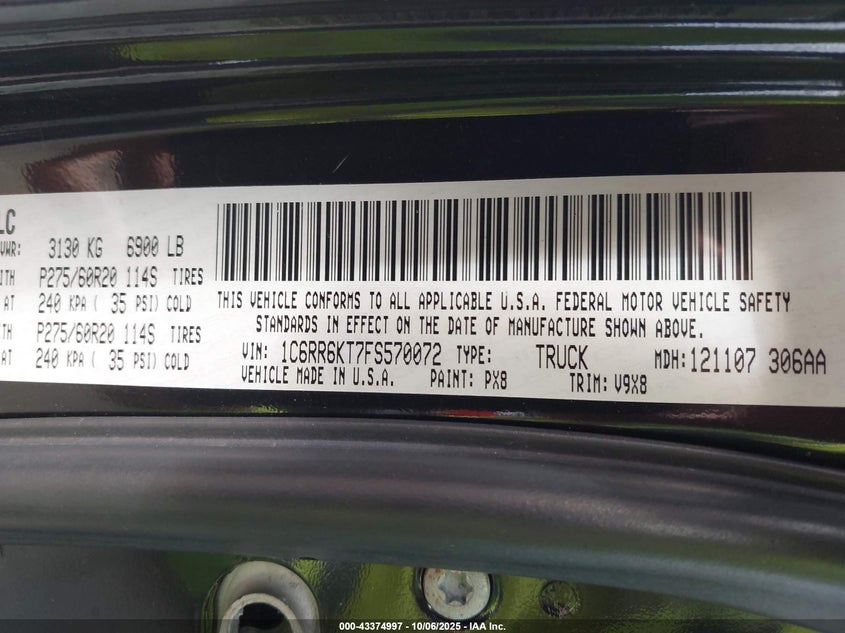 LC
VWR: 3130 KG 6900 LB
ITH P275/60R20 114S TIRES
AT 240 KPA( 35 PSI) COLD
ITH P275/60R20 114S TIRES
AT 240 KPA( 35 PSI) COLD
THIS VEHICLE CONFORMS TO ALL APPLICABLE U.S.A. FEDERAL MOTOR VEHICLE SAFETY
STANDARDS IN EFFECT ON THE DATE OF MANUFACTURE SHOWN ABOVE.
VIN: 1C6RR6KT7FS570072 TYPE: TRUCK MDH: 121107 306AA
VEHICLE MADE IN U.S.A. PAINT: PX8 TRIM: V9X8
000-43374997 - 10/06/2025 - IAA Inc.